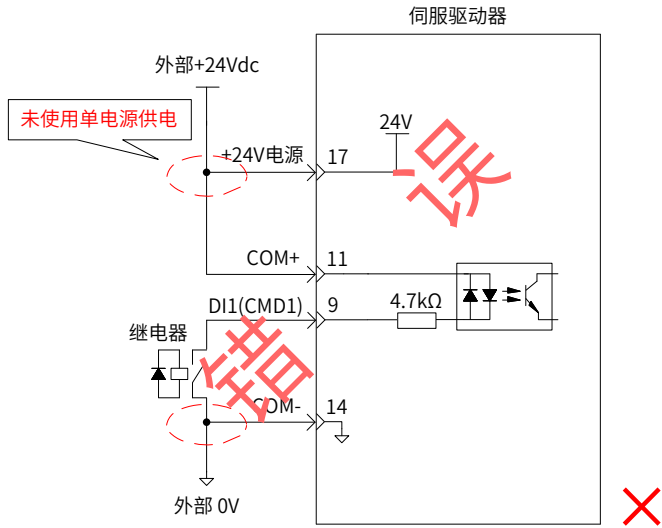 伺服驱动器
外部+24Vdc
未使用单电源供电
24V
+24V电源
17
误
COM+
11
DI1(CMD1)
9
4.7kΩ
继电器
错
COM-
14
外部 0V